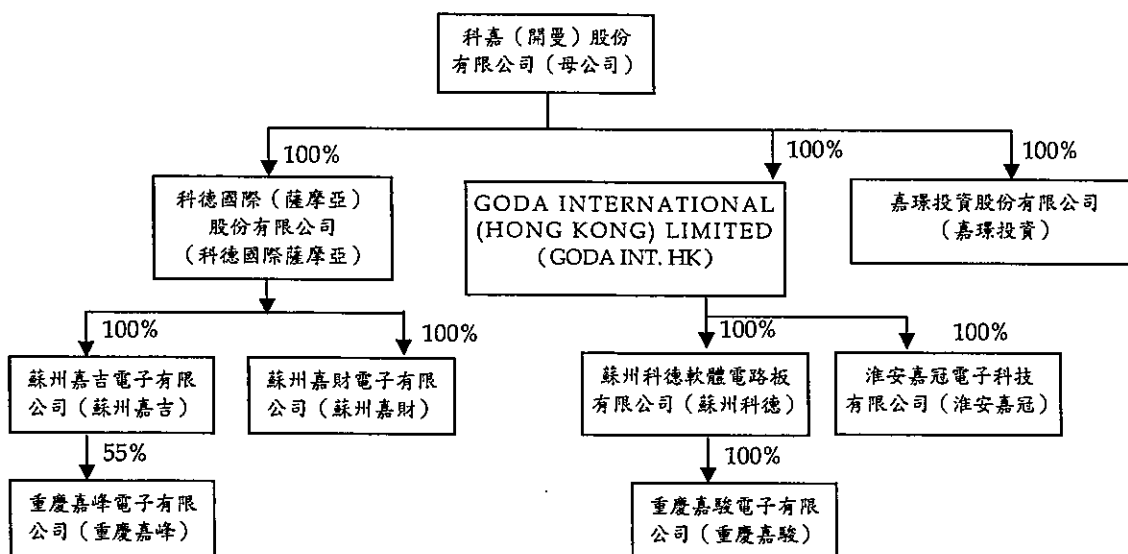 科嘉（開曼）股份
有限公司（母公司）
100%
100%
100%
科德國際（薩摩亞）
股份有限公司
（科德國際薩摩亞）
GODA INTERNATIONAL
(HONG KONG) LIMITED
（GODA INT. HK）
嘉璟投資股份有限公司
（嘉璟投資）
100%
100%
100%
100%
蘇州嘉吉電子有限
公司（蘇州嘉吉）
蘇州嘉財電子有限
公司（蘇州嘉財）
蘇州科德軟體電路板
有限公司（蘇州科德）
淮安嘉冠電子科技
有限公司（淮安嘉冠）
55%
100%
重慶嘉峰電子有限
公司（重慶嘉峰）
重慶嘉駿電子有限
公司（重慶嘉駿）